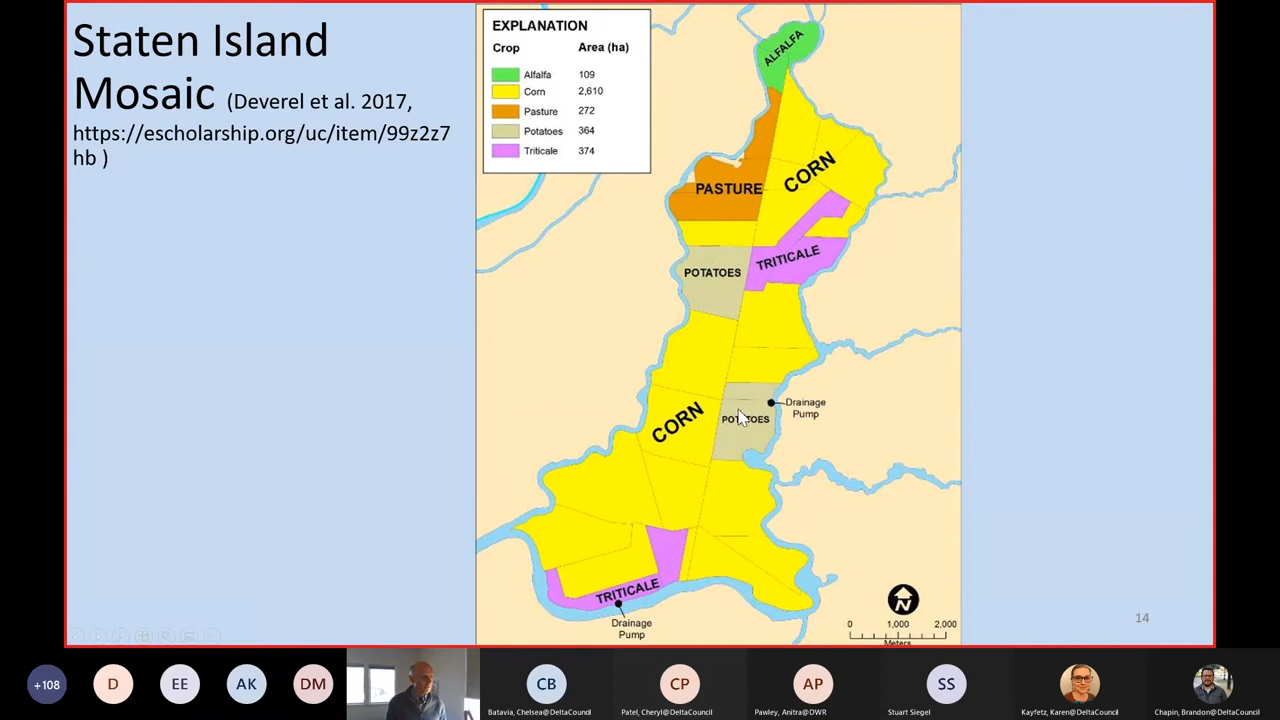 Staten Island
Mosaic (Deverel et al. 2017,
https://escholarship.org/uc/item/99z2z7
hb )
EXPLANATION
Crop Area (ha)
Alfalfa 109
Corn 2,610
Pasture 272
Potatoes 364
Triticale 374
ALFALFA
CORN
PASTURE
TRITICALE
POTATOES
Drainage
Pump
POTATOES
CORN
TRITICALE
Drainage
Pump
N
0 1,000 2,000
Meters
14
+108
D
EE
AK
DM
CB
CP
AP
SS
Batavia, Chelsea@DeltaCouncil
Patel, Cheryl@DeltaCouncil
Pawley, Anitra@DWR
Stuart Siegel
Kayfetz, Karen@DeltaCouncil
Chapin, Brandon@DeltaCouncil